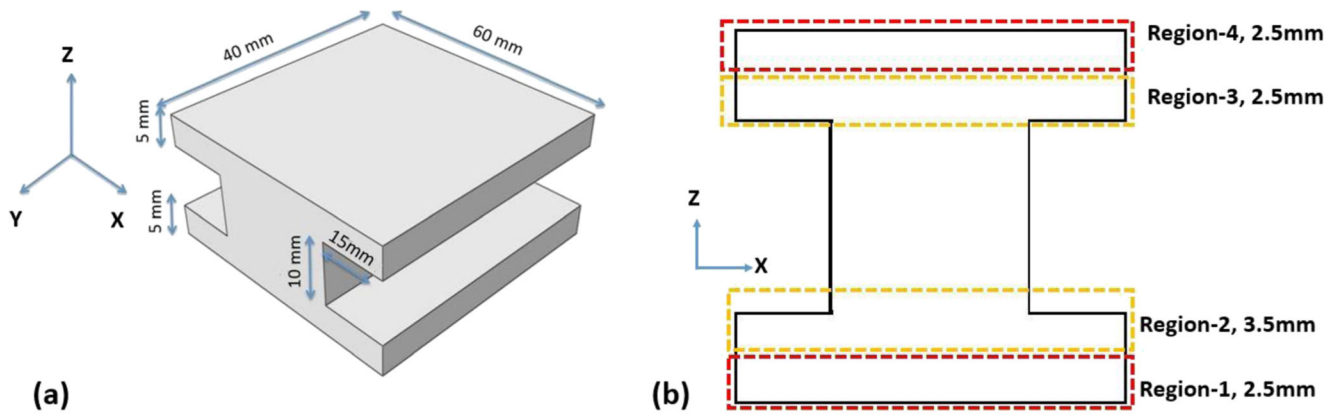 Z
Y
X
40 mm
60 mm
5 mm
5 mm
10 mm
15mm
(a)
Region-4, 2.5mm
Region-3, 2.5mm
Z
X
Region-2, 3.5mm
Region-1, 2.5mm
(b)